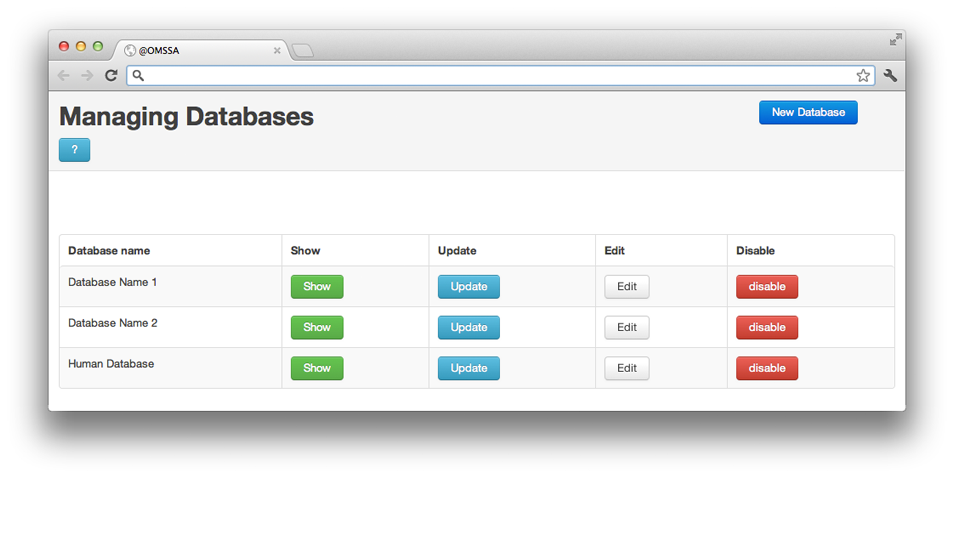 @OMSSA
Managing Databases
New Database
?
Database name Show Update Edit Disable
Database Name 1 Show Update Edit disable
Database Name 2 Show Update Edit disable
Human Database Show Update Edit disable